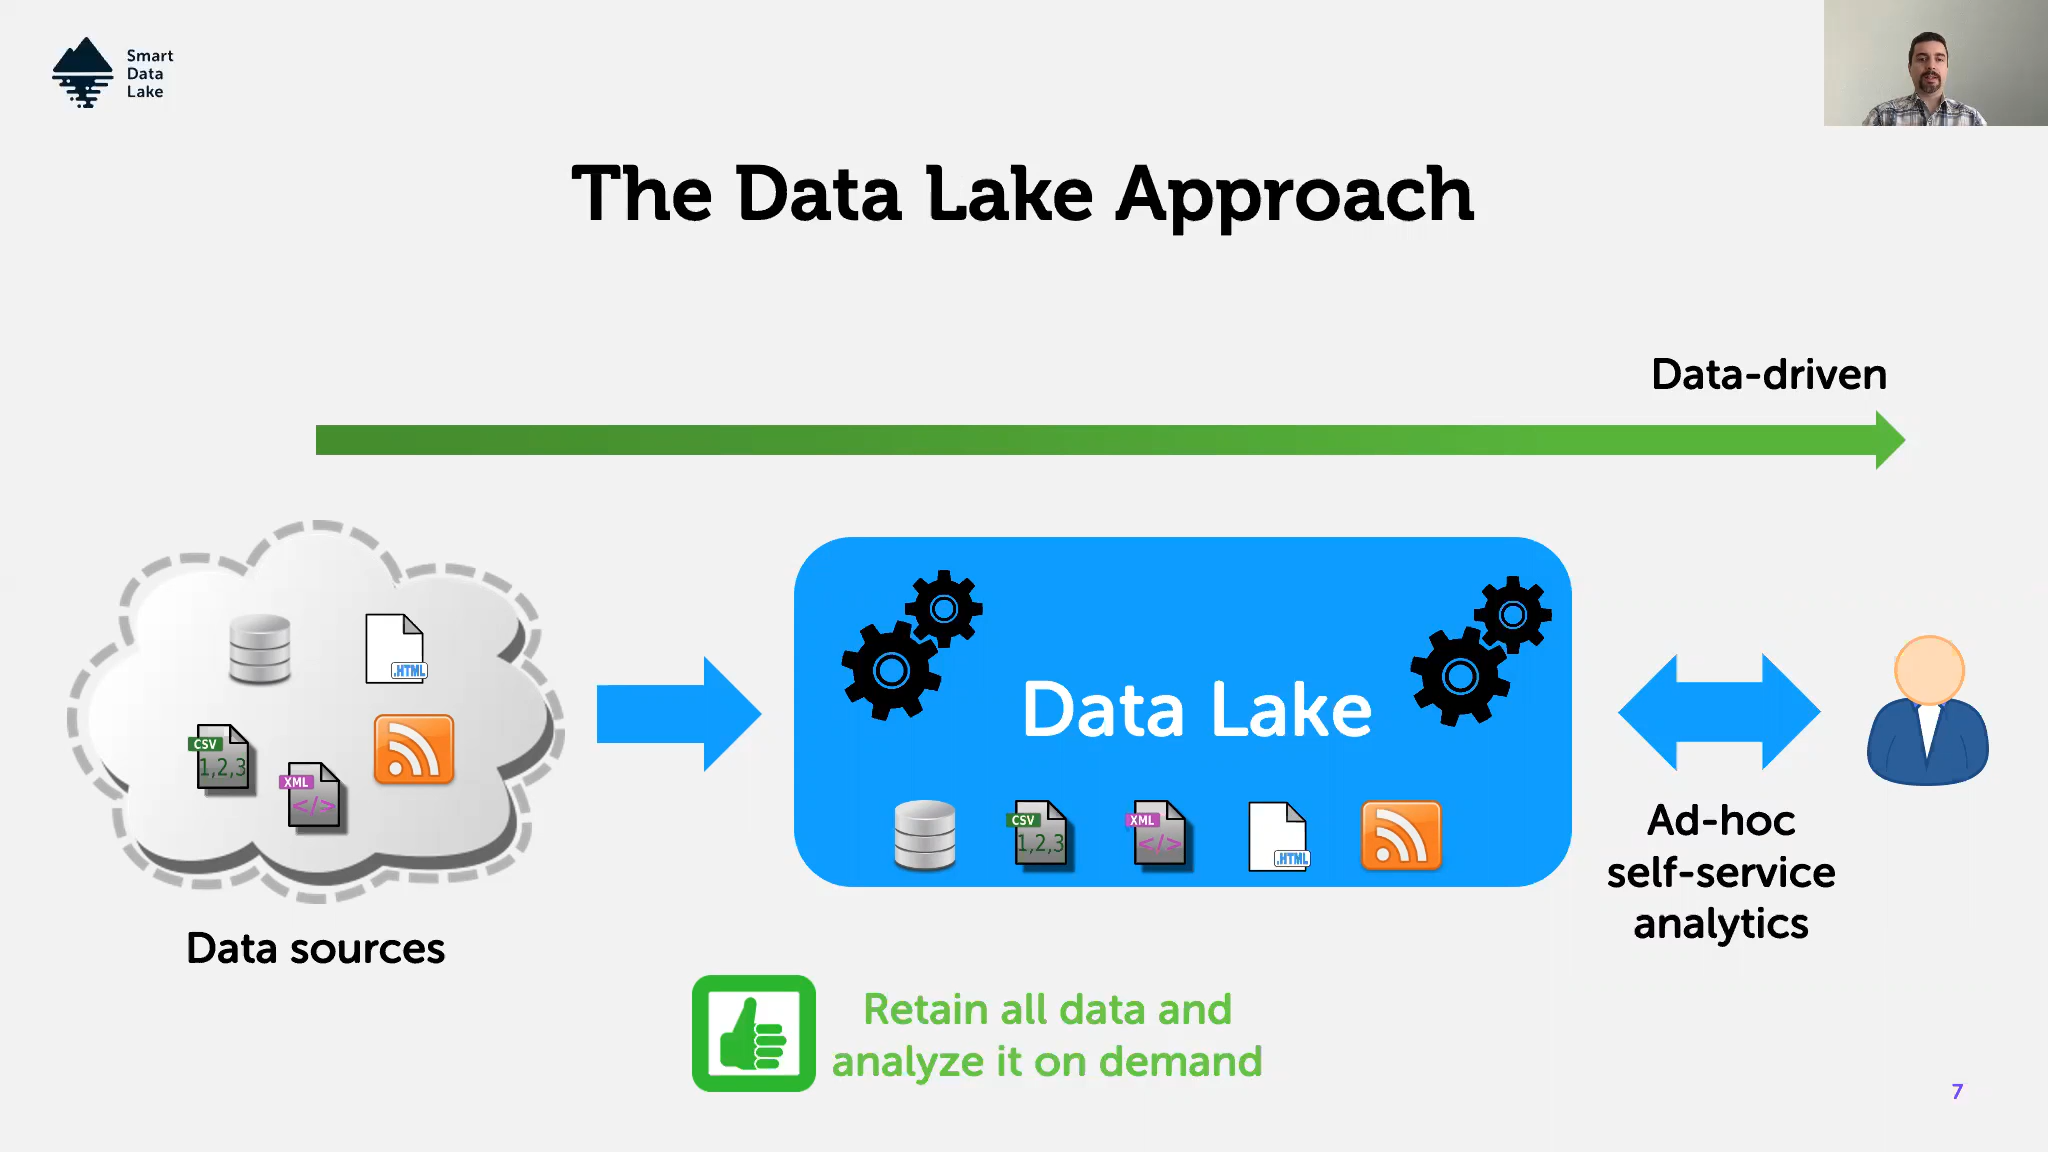 Smart
Data
Lake
The Data Lake Approach
Data-driven
.HTML
CSV
1,2,3
XML
</>
Data sources
Data Lake
CSV
1,2,3
XML
</>
.HTML
Ad-hoc
self-service
analytics
Retain all data and
analyze it on demand
7